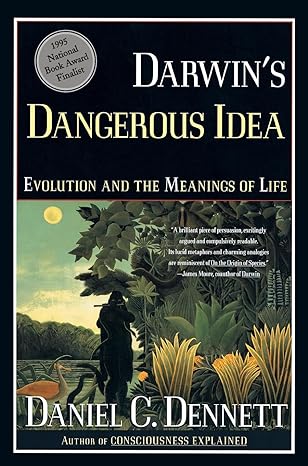 1995
National
Book Award
Finalist
DARWIN'S
DANGEROUS IDEA
EVOLUTION AND THE MEANINGS OF LIFE
"A brilliant piece of persuasion, excitingly
argued and compulsively readable.
Its lucid metaphors and charming analogies
are reminiscent of On the Origin of Species."
—James Moore, coauthor of Darwin
DANIEL C. DENNETT
AUTHOR OF CONSCIOUSNESS EXPLAINED